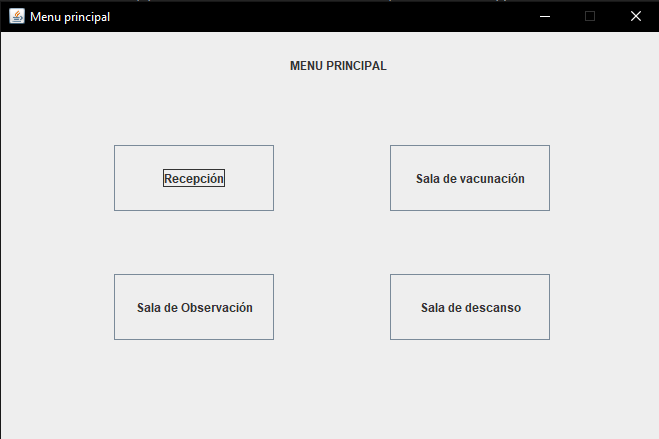 Menu principal
MENU PRINCIPAL
Recepción
Sala de vacunación
Sala de Observación
Sala de descanso